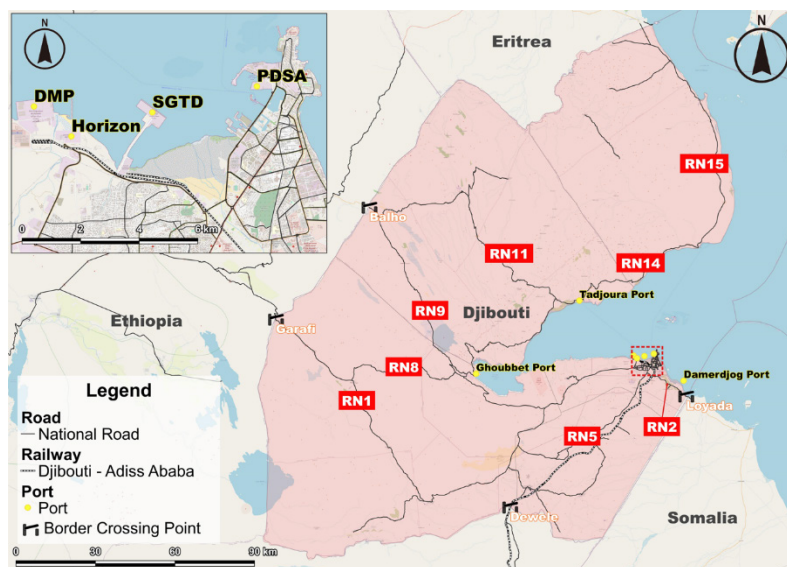 N
DMP
SGTD
PDSA
Horizon
0 2 4 6 km
N
Eritrea
RN15
Balho
RN11
RN14
Tadjoura Port
Ethiopia
Garafi
RN9
Djibouti
RN8
Ghoubbet Port
Damerdjog Port
Loyada
RN1
RN5
RN2
Dewele
Somalia
Legend
Road
National Road
Railway
Djibouti - Adiss Ababa
Port
Port
Border Crossing Point
0 30 60 90 km